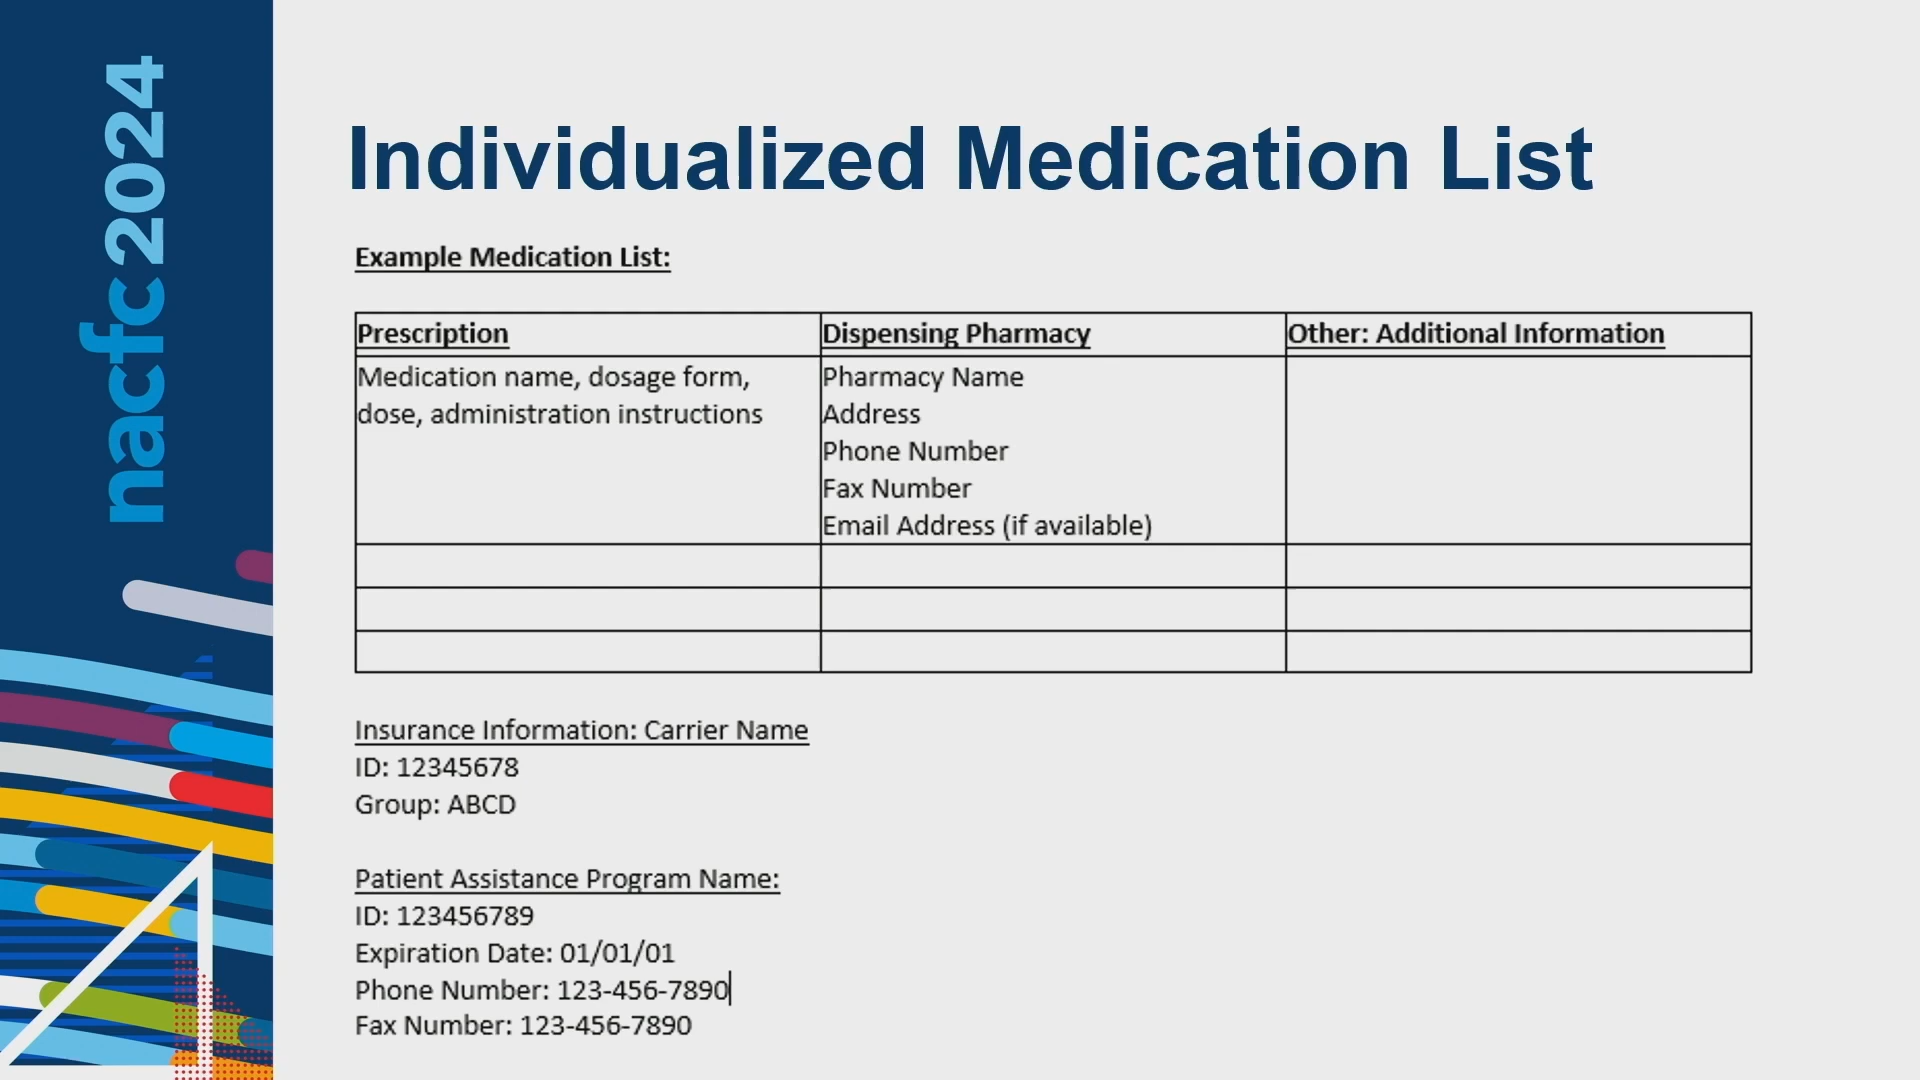 nacfc2024
Individualized Medication List
Example Medication List:
Prescription
Dispensing Pharmacy
Other: Additional Information
Medication name, dosage form,
dose, administration instructions
Pharmacy Name
Address
Phone Number
Fax Number
Email Address (if available)
Insurance Information: Carrier Name
ID: 12345678
Group: ABCD
Patient Assistance Program Name:
ID: 123456789
Expiration Date: 01/01/01
Phone Number: 123-456-7890
Fax Number: 123-456-7890